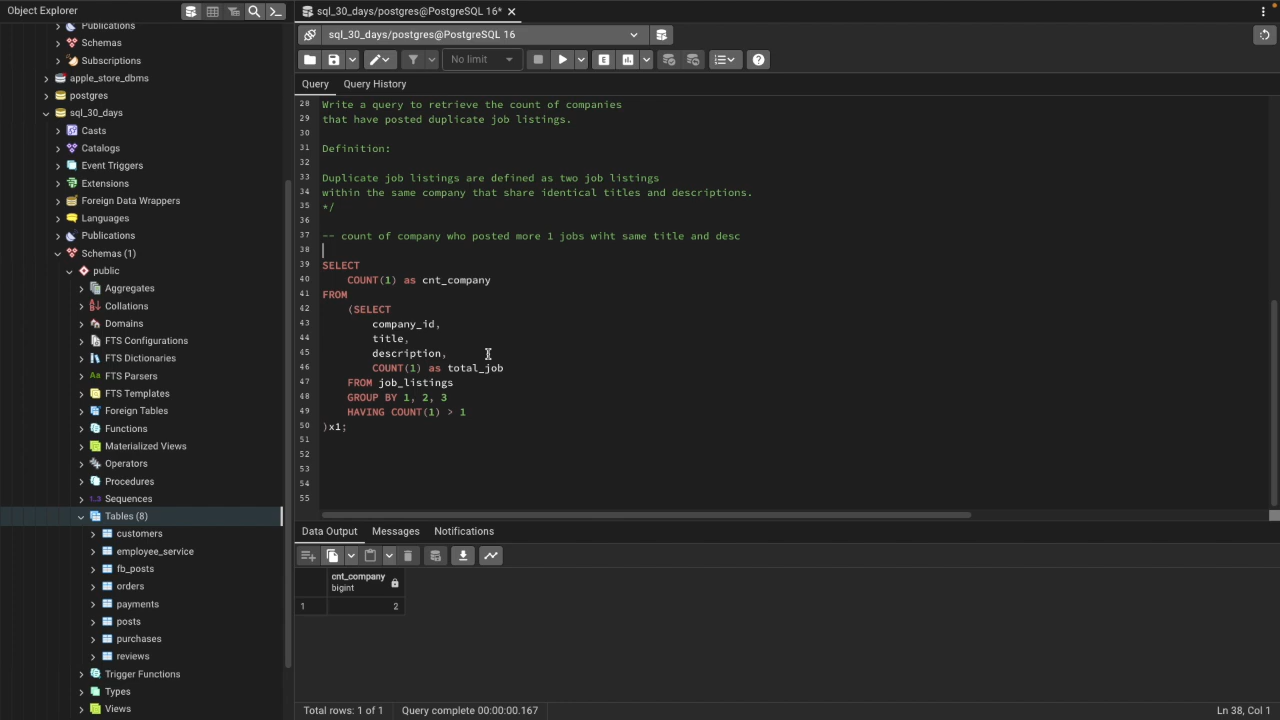 Object Explorer
sql_30_days/postgres@PostgreSQL 16*
Publications
Schemas
Subscriptions
apple_store_dbms
postgres
sql_30_days
Casts
Catalogs
Event Triggers
Extensions
Foreign Data Wrappers
Languages
Publications
Schemas (1)
public
Aggregates
Collations
Domains
FTS Configurations
FTS Dictionaries
FTS Parsers
FTS Templates
Foreign Tables
Functions
Materialized Views
Operators
Procedures
Sequences
Tables (8)
customers
employee_service
fb_posts
orders
payments
posts
purchases
reviews
Trigger Functions
Types
Views
sql_30_days/postgres@PostgreSQL 16
No limit
Query Query History
28 Write a query to retrieve the count of companies
29 that have posted duplicate job listings.
30
31 Definition:
32
33 Duplicate job listings are defined as two job listings
34 within the same company that share identical titles and descriptions.
35 */
36
37 -- count of company who posted more 1 jobs wiht same title and desc
38
39 SELECT
40 COUNT(1) as cnt_company
41 FROM
42 (SELECT
43 company_id,
44 title,
45 description,
46 COUNT(1) as total_job
47 FROM job_listings
48 GROUP BY 1, 2, 3
49 HAVING COUNT(1) > 1
50 )x1;
51
52
53
54
55
Data Output Messages Notifications
cnt_company
bigint
1 2
Total rows: 1 of 1 Query complete 00:00:00.167 Ln 38, Col 1